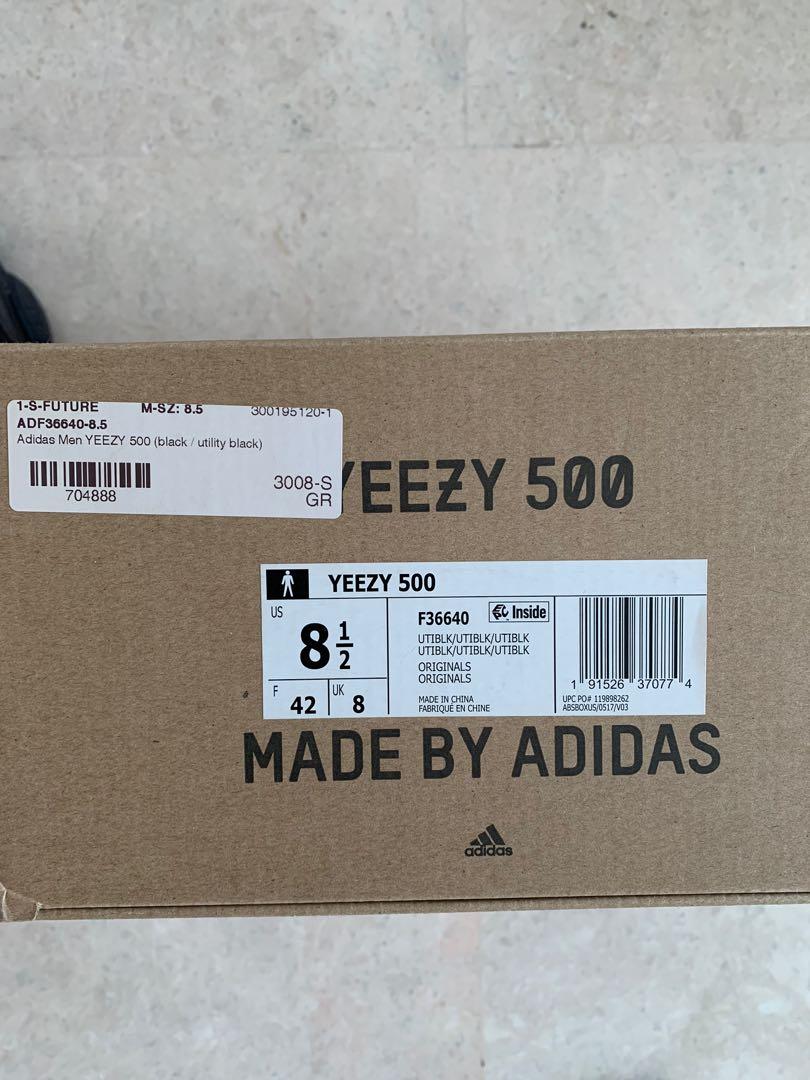 1-S-FUTURE M-SZ: 8.5 300195120-1
ADF36640-8.5
Adidas Men YEEZY 500 (black / utility black)
704888
3008-S
GR
YEEZY 500
YEEZY 500
US
8 1/2
F 42
UK 8
F36640
Inside
UTIBLK/UTIBLK/UTIBLK
UTIBLK/UTIBLK/UTIBLK
ORIGINALS
ORIGINALS
MADE IN CHINA
FABRIQUÉ EN CHINE
1 91526 37077 4
UPC PO# 119898262
ABSBOXUS/0517/V03
MADE BY ADIDAS
adidas